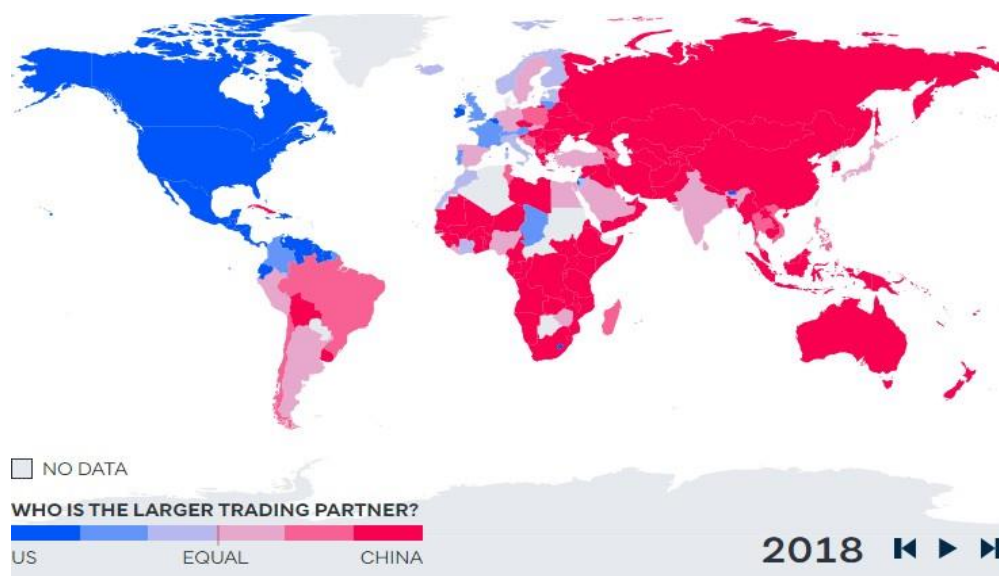 NO DATA
WHO IS THE LARGER TRADING PARTNER?
US EQUAL CHINA
2018